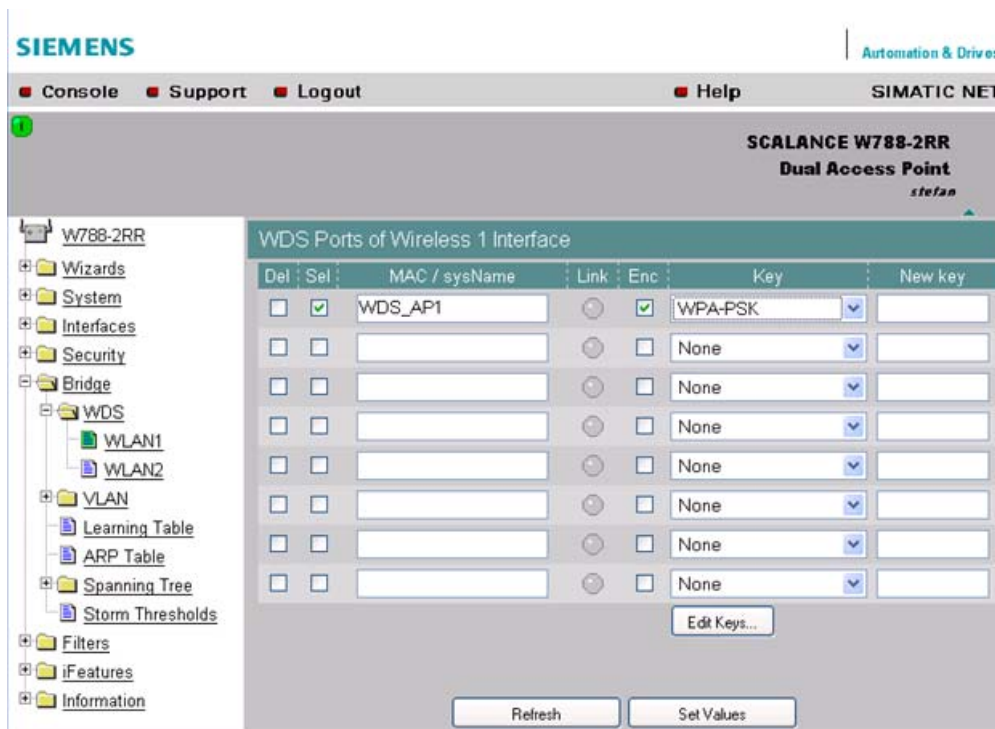 SIEMENS
Automation & Drives
Console Support Logout Help SIMATIC NET
SCALANCE W788-2RR
Dual Access Point
stefan
W788-2RR
Wizards
System
Interfaces
Security
Bridge
WDS
WLAN1
WLAN2
VLAN
Learning Table
ARP Table
Spanning Tree
Storm Thresholds
Filters
iFeatures
Information
WDS Ports of Wireless 1 Interface
Del Sel MAC / sysName Link Enc Key New key
WDS_AP1 WPA-PSK
None
None
None
None
None
None
None
Edit Keys...
Refresh Set Values